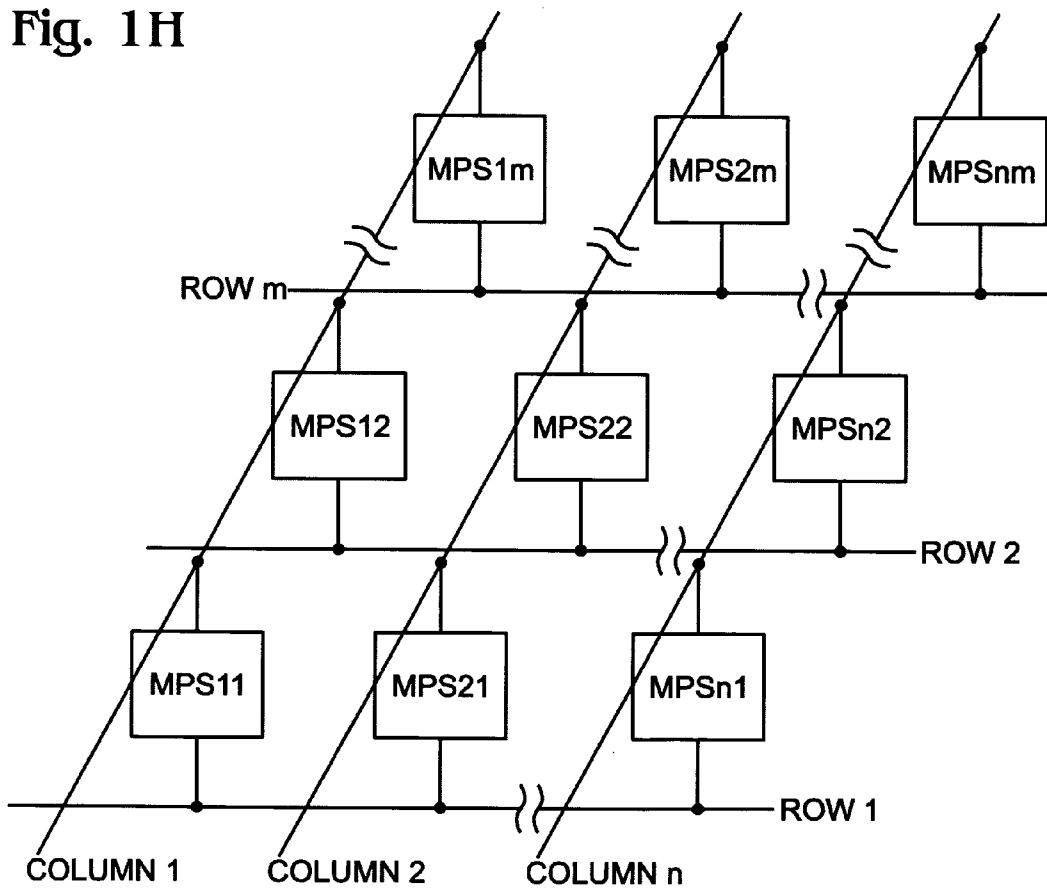 Fig. 1H
MPS1m MPS2m MPSnm
ROW m
MPS12 MPS22 MPSn2
ROW 2
MPS11 MPS21 MPSn1
ROW 1
COLUMN 1 COLUMN 2 COLUMN n